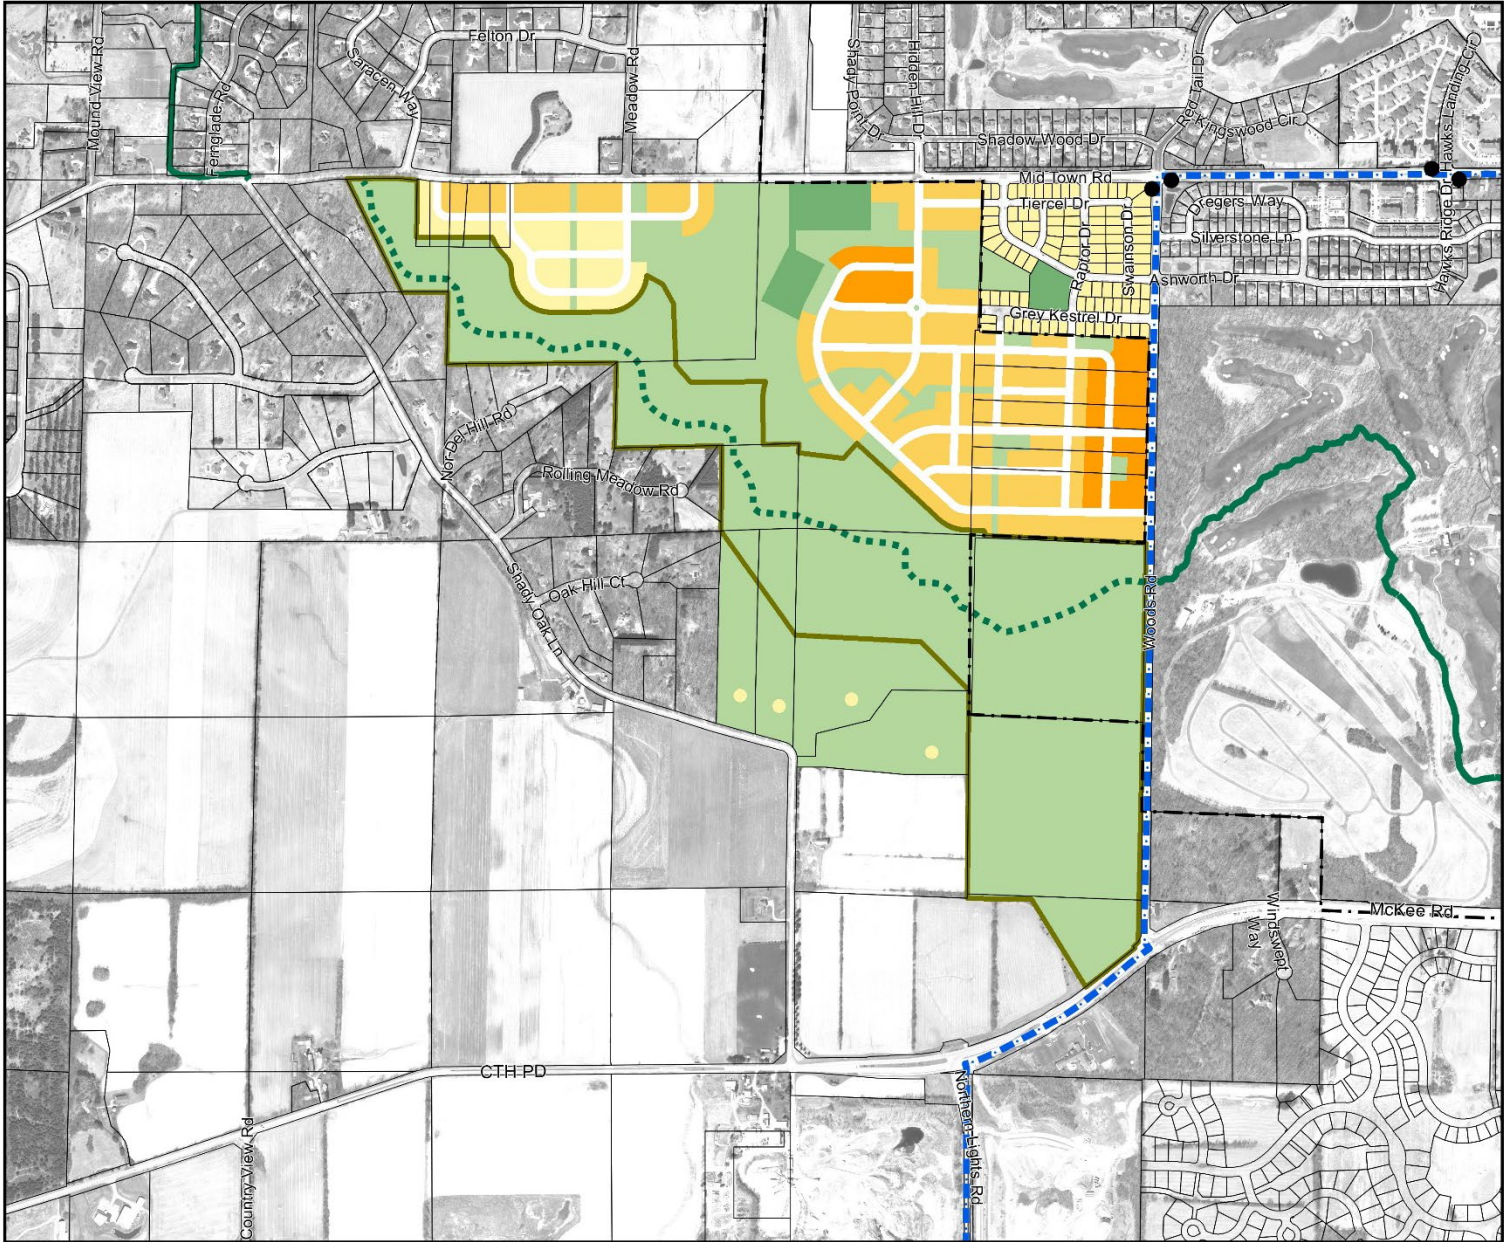 Felton Dr
Saracen Way
Mound View Rd
Fernglade Rd
Meadow Rd
Shady Point Dr
Hidden Hill Dr
Red Tail Dr
Kingswood Cir
Hawks Landing Cir
Shadow Wood Dr
Mid Town Rd
Tiercel Dr
Dregers Way
Silverstone Ln
Hawks Ridge Dr
Raptor Dr
Swainson Dr
Ashworth Dr
Grey Kestrel Dr
Nor-Del Hill Rd
Rolling Meadow Rd
Shady Oak Ln
Oak Hill Ct
Woods Rd
McKee Rd
Windswept
Way
CTH PD
Northern Lights Rd
Country View Rd